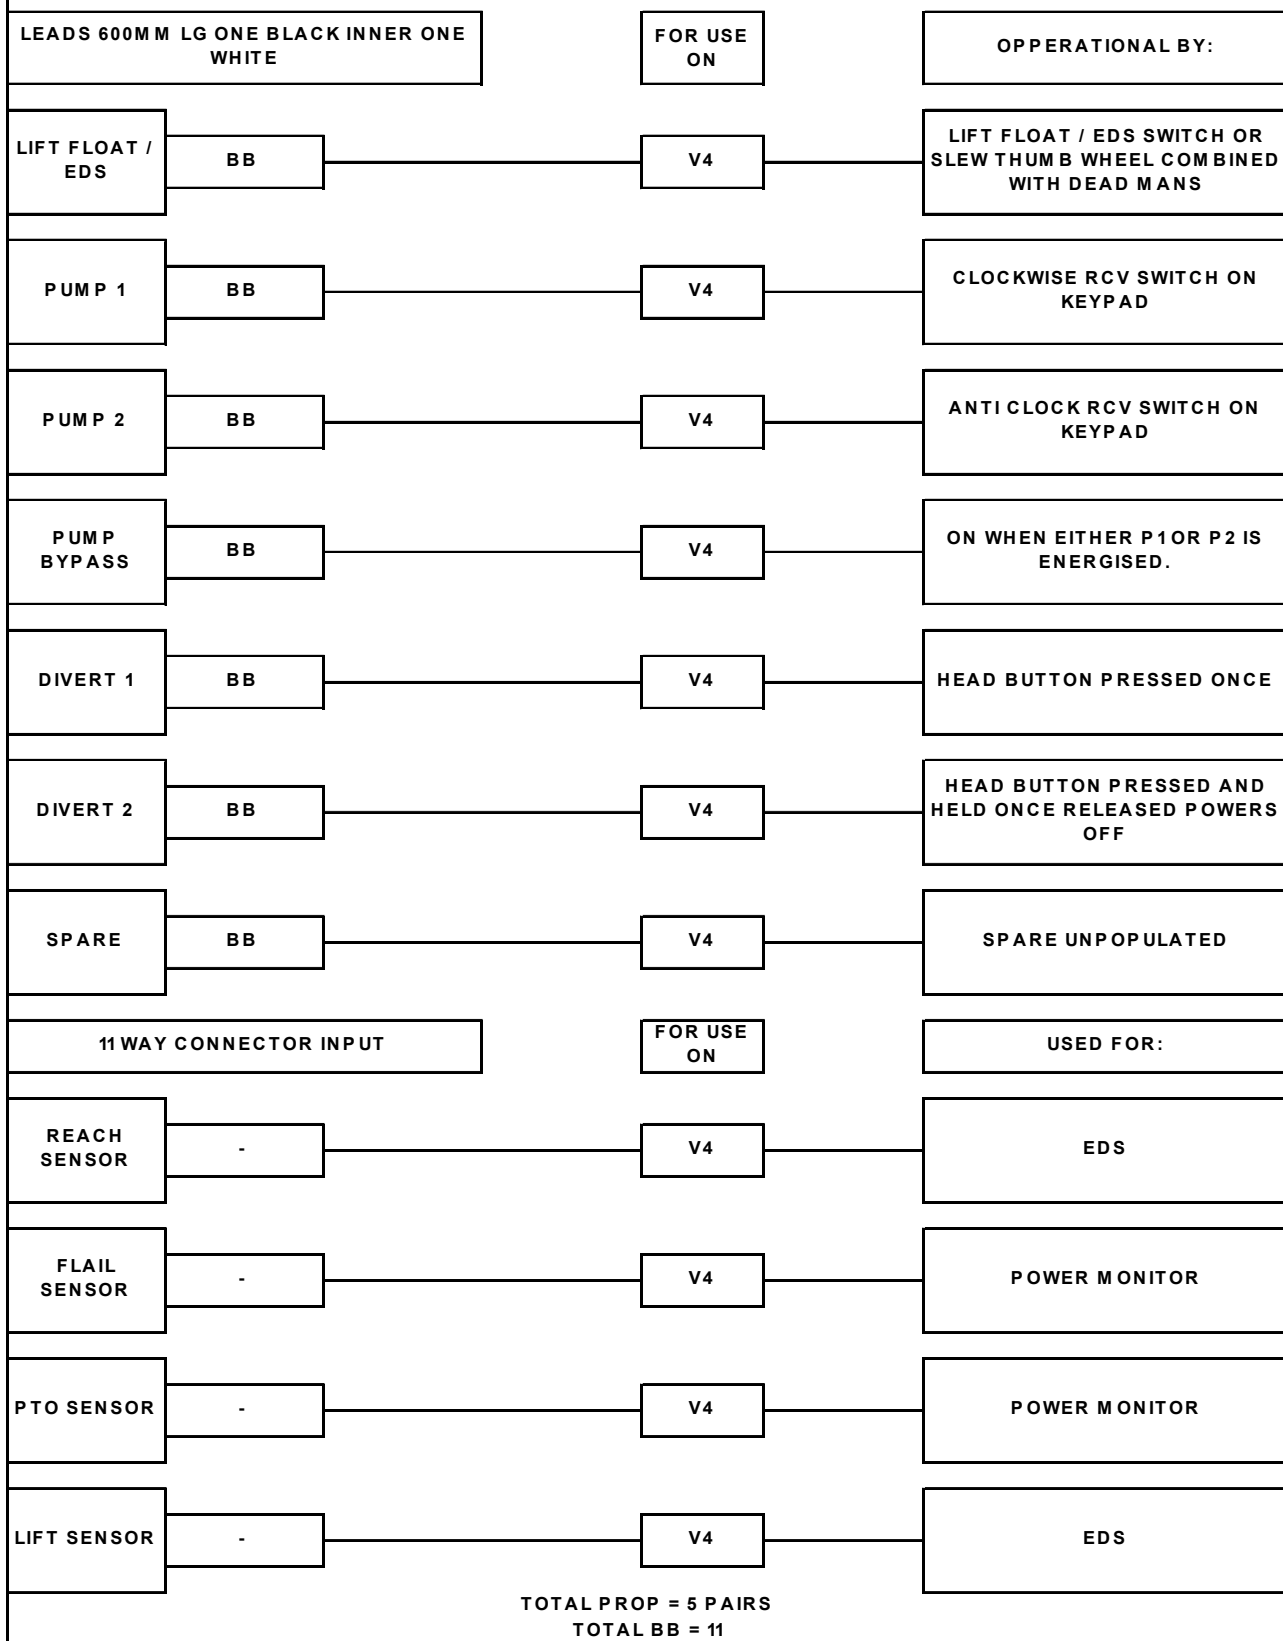 LEADS 600MM LG ONE BLACK INNER ONE
WHITE
FOR USE
ON
OPPERATIONAL BY:
LIFT FLOAT /
EDS
BB
V4
LIFT FLOAT / EDS SWITCH OR
SLEW THUMB WHEEL COMBINED
WITH DEAD MANS
PUMP 1
BB
V4
CLOCKWISE RCV SWITCH ON
KEYPAD
PUMP 2
BB
V4
ANTI CLOCK RCV SWITCH ON
KEYPAD
PUMP
BYPASS
BB
V4
ON WHEN EITHER P1 OR P2 IS
ENERGISED.
DIVERT 1
BB
V4
HEAD BUTTON PRESSED ONCE
DIVERT 2
BB
V4
HEAD BUTTON PRESSED AND
HELD ONCE RELEASED POWERS
OFF
SPARE
BB
V4
SPARE UNPOPULATED
11 WAY CONNECTOR INPUT
FOR USE
ON
USED FOR:
REACH
SENSOR
-
V4
EDS
FLAIL
SENSOR
-
V4
POWER MONITOR
PTO SENSOR
-
V4
POWER MONITOR
LIFT SENSOR
-
V4
EDS
TOTAL PROP = 5 PAIRS
TOTAL BB = 11